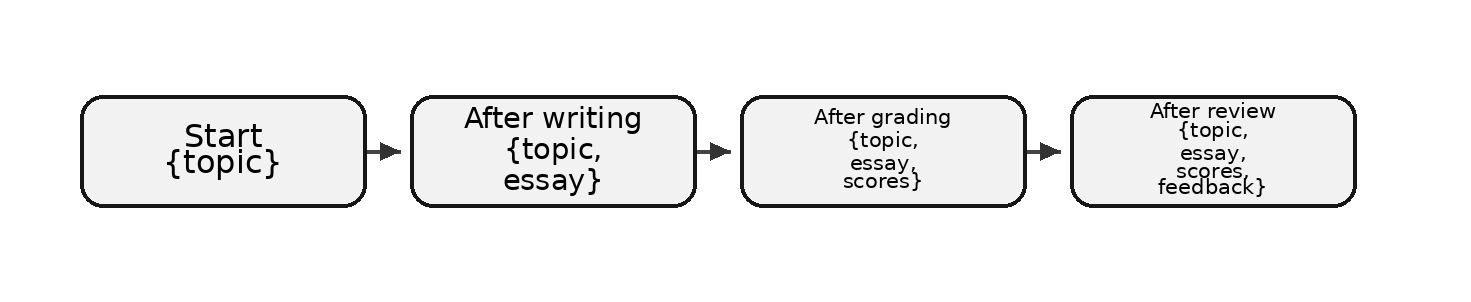 Start
{topic}
After writing
{topic,
essay}
After grading
{topic,
essay,
scores}
After review
{topic,
essay,
scores,
feedback}